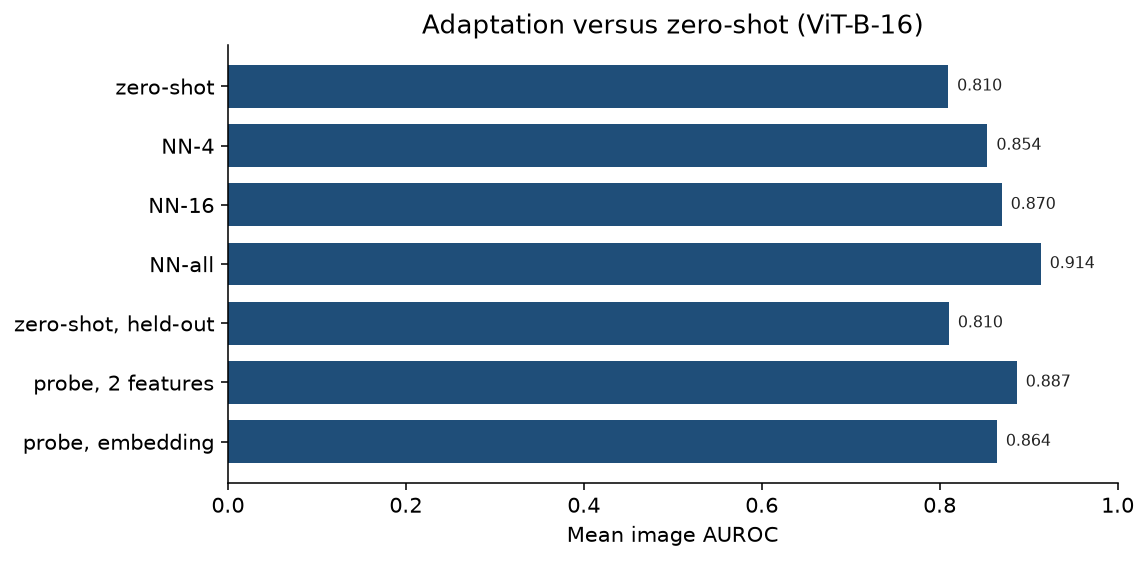 Adaptation versus zero-shot (ViT-B-16)
zero-shot 0.810
NN-4 0.854
NN-16 0.870
NN-all 0.914
zero-shot, held-out 0.810
probe, 2 features 0.887
probe, embedding 0.864
0.0 0.2 0.4 0.6 0.8 1.0
Mean image AUROC